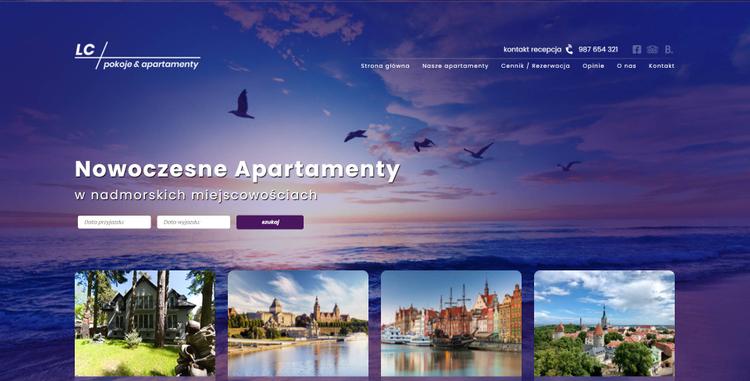 LC
pokoje & apartamenty
kontakt recepcja 987 654 321 B.
Strona główna Nasze apartamenty Cennik / Rezerwacja Opinie O nas Kontakt
Nowoczesne Apartamenty
w nadmorskich miejscowościach
Data przyjazdu: Data wyjazdu: szukaj